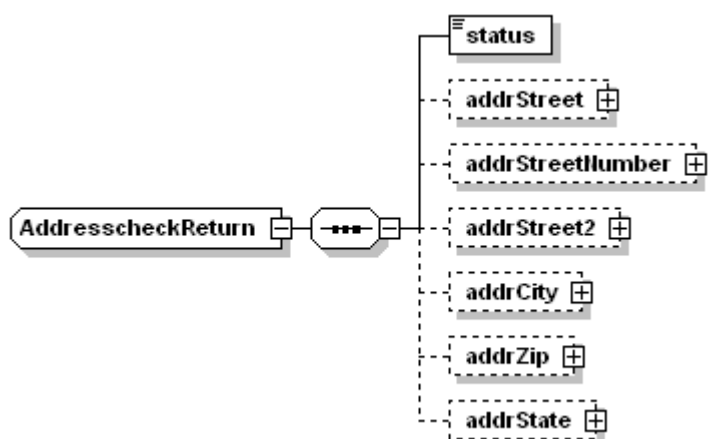 status
addrStreet
addrStreetNumber
AddresscheckReturn
addrStreet2
addrCity
addrZip
addrState